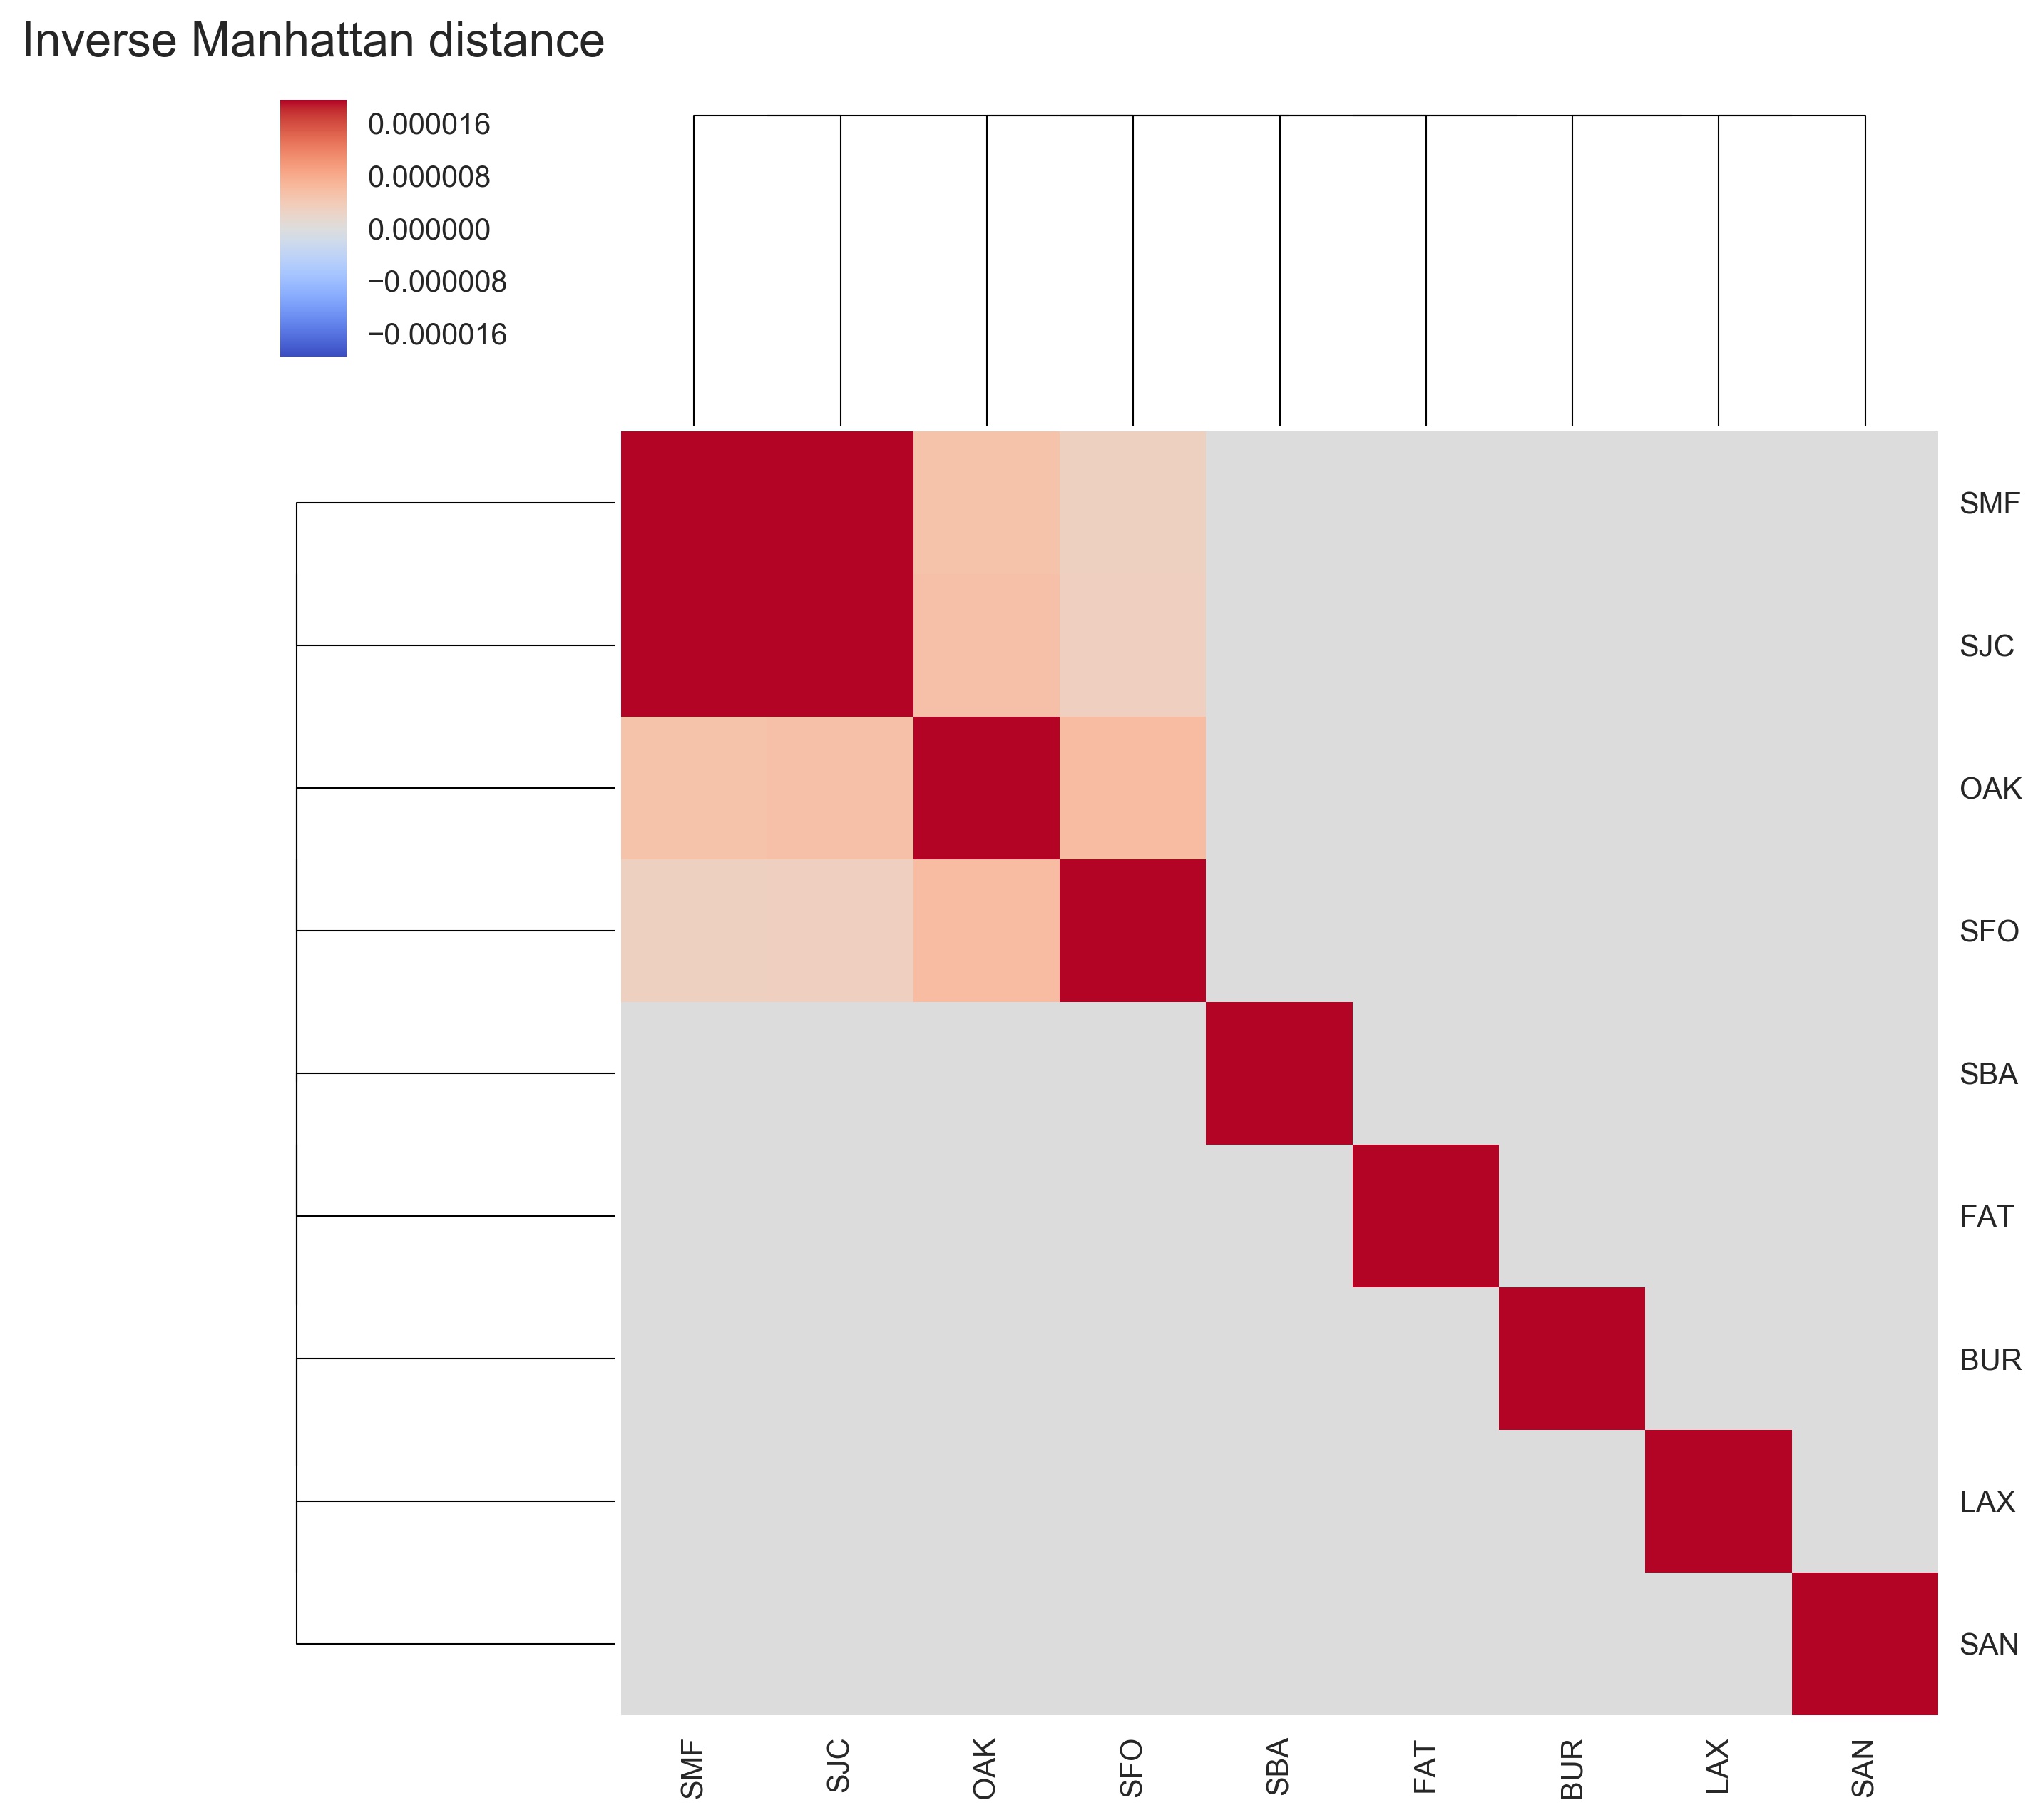 Inverse Manhattan distance
0.000016
0.000008
0.000000
−0.000008
−0.000016
SMF
SJC
OAK
SFO
SBA
FAT
BUR
LAX
SAN
SMF
SJC
OAK
SFO
SBA
FAT
BUR
LAX
SAN